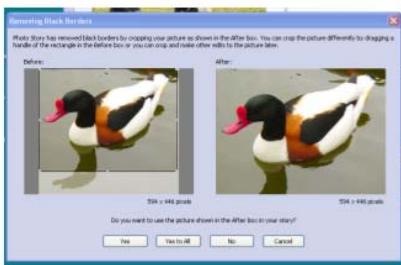 Removing Black Borders
Photo Story has removed black borders by cropping your picture as shown in the After box. You can crop the picture differently by dragging a
handle of the rectangle in the Before box or you can crop and make other edits to the picture later.
Before:
After:
594 x 446 pixels
594 x 446 pixels
Do you want to use the picture shown in the After box in your story?
Yes
Yes to All
No
Cancel